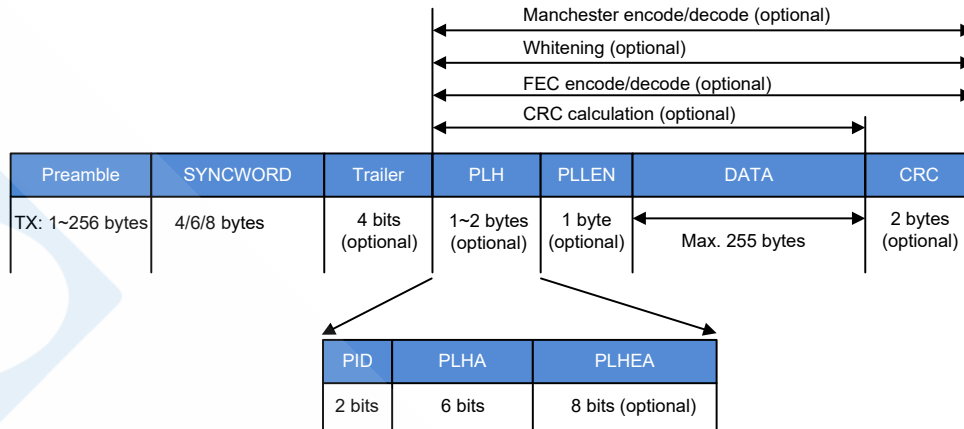 Manchester encode/decode (optional)
Whitening (optional)
FEC encode/decode (optional)
CRC calculation (optional)
Preamble SYNCWORD Trailer PLH PLLEN DATA CRC
TX: 1~256 bytes 4/6/8 bytes 4 bits 1~2 bytes 1 byte 2 bytes
(optional) (optional) (optional) Max. 255 bytes (optional)
PID PLHA PLHEA
2 bits 6 bits 8 bits (optional)